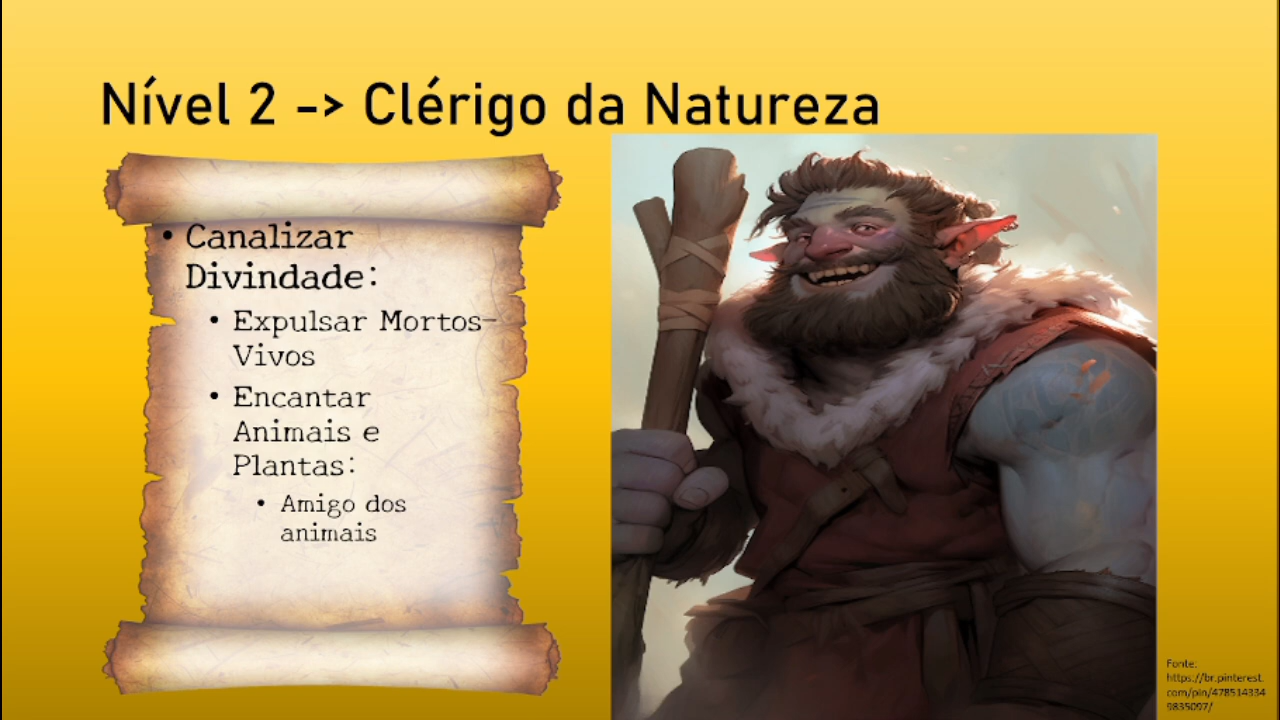 Nível 2 -> Clérigo da Natureza
• Canalizar
Divindade:
• Expulsar Mortos-
Vivos
• Encantar
Animais e
Plantas:
• Amigo dos
animais
Fonte:
https://br.pinterest.
com/pin/478514334
9835097/